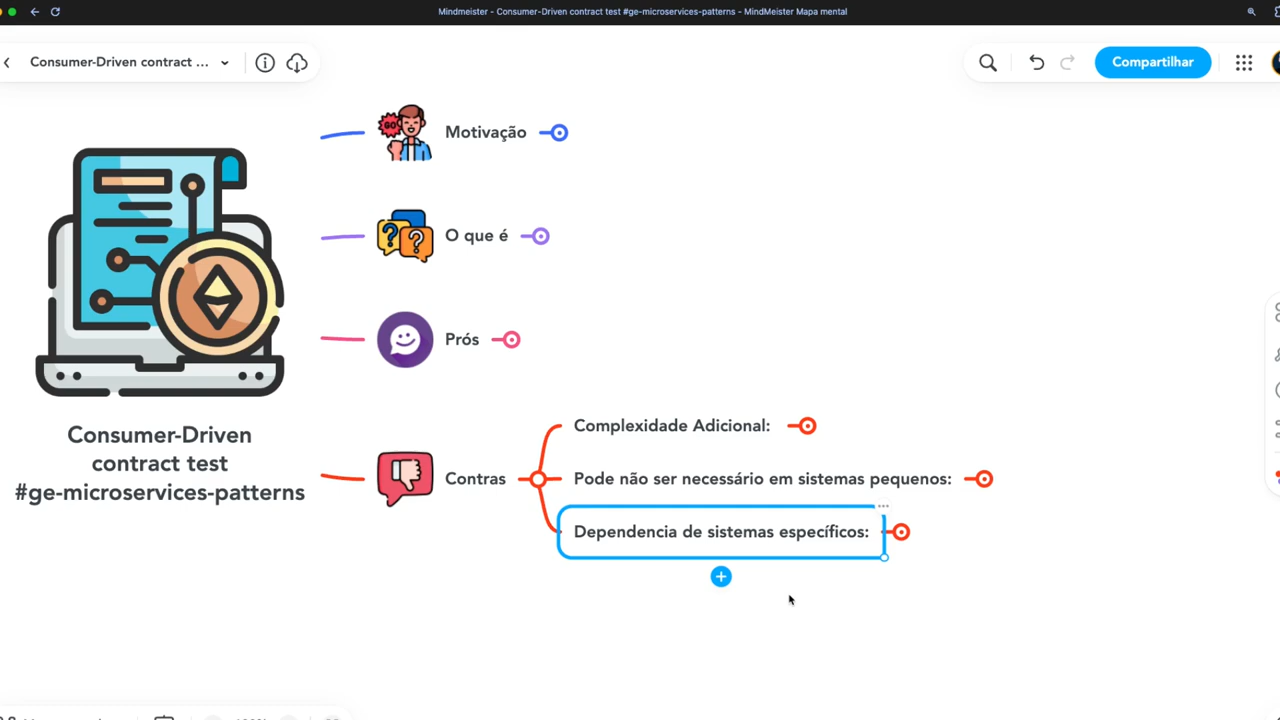 Mindmeister - Consumer-Driven contract test #ge-microservices-patterns - MindMeister Mapa mental
Consumer-Driven contract ...
Compartilhar
GO
Motivação
O que é
Prós
Complexidade Adicional:
Contras
Pode não ser necessário em sistemas pequenos:
Dependencia de sistemas específicos:
Consumer-Driven
contract test
#ge-microservices-patterns